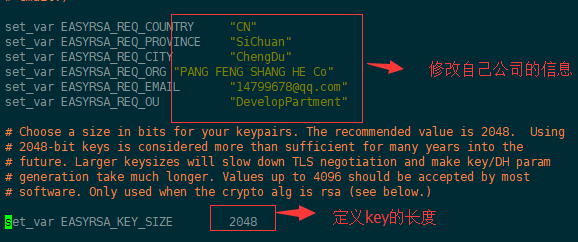 set_var EASYRSA_REQ_COUNTRY "CN"
set_var EASYRSA_REQ_PROVINCE "SiChuan"
set_var EASYRSA_REQ_CITY "ChengDu"
set_var EASYRSA_REQ_ORG "PANG FENG SHANG HE Co"
set_var EASYRSA_REQ_EMAIL "14799678@qq.com"
set_var EASYRSA_REQ_OU "DevelopPartment"
修改自己公司的信息
# Choose a size in bits for your keypairs. The recommended value is 2048. Using
# 2048-bit keys is considered more than sufficient for many years into the
# future. Larger keysizes will slow down TLS negotiation and make key/DH param
# generation take much longer. Values up to 4096 should be accepted by most
# software. Only used when the crypto alg is rsa (see below.)
set_var EASYRSA_KEY_SIZE 2048
定义key的长度